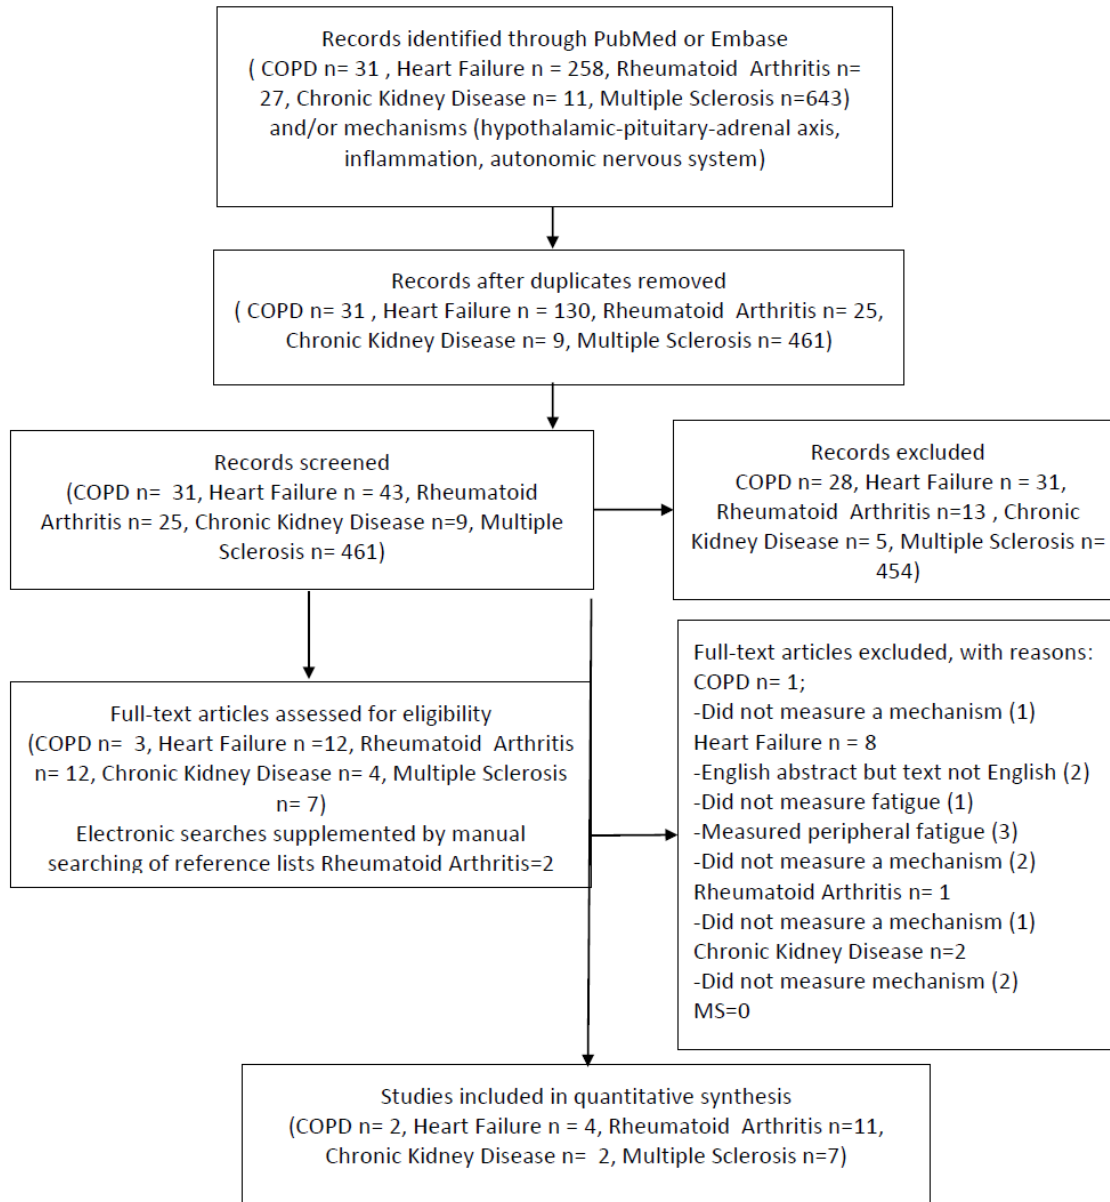 Records identified through PubMed or Embase
( COPD n= 31 , Heart Failure n = 258, Rheumatoid  Arthritis n=
27, Chronic Kidney Disease n= 11, Multiple Sclerosis n=643)
and/or mechanisms (hypothalamic-pituitary-adrenal axis,
inflammation, autonomic nervous system)
Records after duplicates removed
( COPD n= 31 , Heart Failure n = 130, Rheumatoid  Arthritis n= 25,
Chronic Kidney Disease n= 9, Multiple Sclerosis n= 461)
Records screened
(COPD n=  31, Heart Failure n = 43, Rheumatoid
Arthritis n= 25, Chronic Kidney Disease n=9, Multiple
Sclerosis n= 461)
Records excluded
COPD n= 28, Heart Failure n = 31,
Rheumatoid  Arthritis n=13 , Chronic
Kidney Disease n= 5, Multiple Sclerosis n=
454)
Full-text articles assessed for eligibility
(COPD n=  3, Heart Failure n =12, Rheumatoid  Arthritis
n= 12, Chronic Kidney Disease n= 4, Multiple Sclerosis
n= 7)
Electronic searches supplemented by manual
searching of reference lists Rheumatoid Arthritis=2
Full-text articles excluded, with reasons:
COPD n= 1;
-Did not measure a mechanism (1)
Heart Failure n = 8
-English abstract but text not English (2)
-Did not measure fatigue (1)
-Measured peripheral fatigue (3)
-Did not measure a mechanism (2)
Rheumatoid Arthritis n= 1
-Did not measure a mechanism (1)
Chronic Kidney Disease n=2
-Did not measure mechanism (2)
MS=0
Studies included in quantitative synthesis
(COPD n= 2, Heart Failure n = 4, Rheumatoid  Arthritis n=11,
Chronic Kidney Disease n=  2, Multiple Sclerosis n=7)